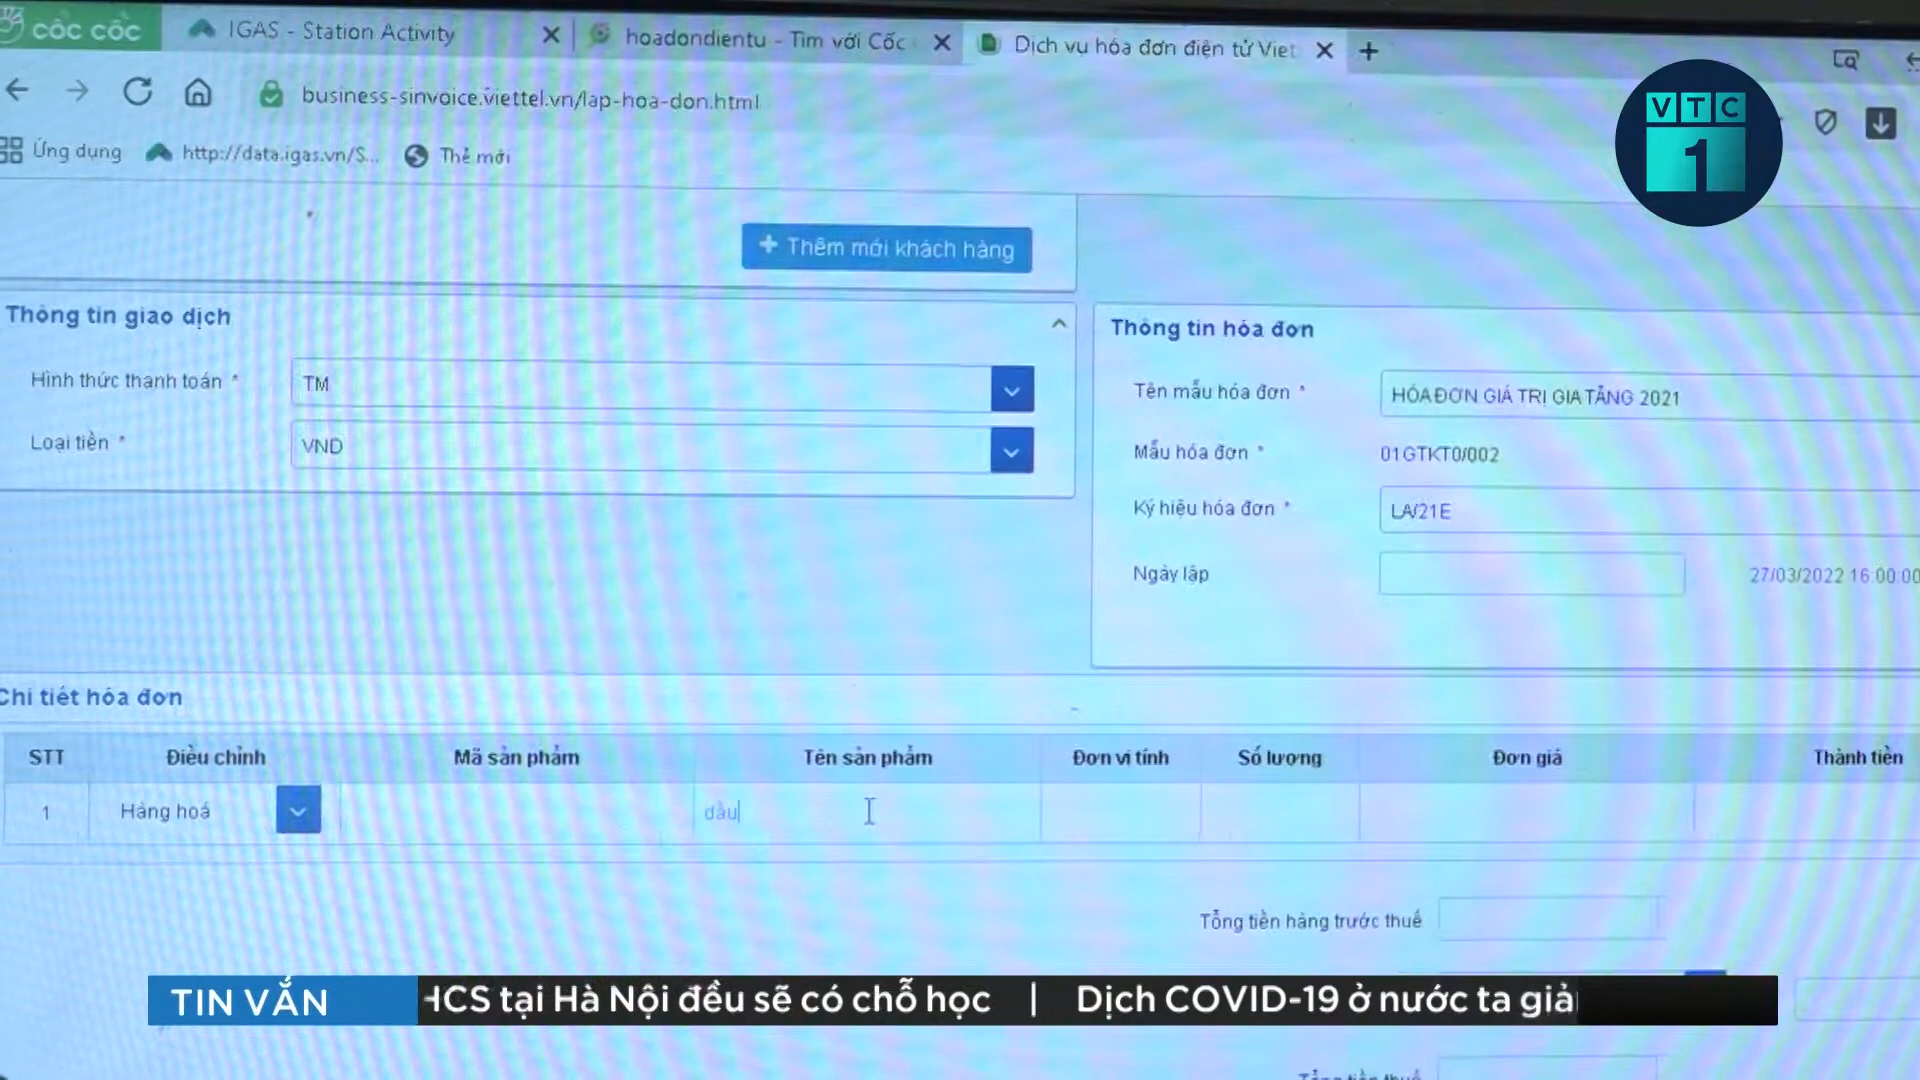 cốc cốc
IGAS - Station Activity
hoadondientu - Tìm với Cốc
Dịch vụ hóa đơn điện tử Viet
business-sinvoice.viettel.vn/lap-hoa-don.html
Ứng dụng
http://data.igas.vn/S...
Thẻ mới
VTC
1
+ Thêm mới khách hàng
Thông tin giao dịch
Hình thức thanh toán *
TM
Loại tiền *
VND
Thông tin hóa đơn
Tên mẫu hóa đơn *
HÓA ĐƠN GIÁ TRỊ GIA TĂNG 2021
Mẫu hóa đơn *
01GTKT0/002
Ký hiệu hóa đơn *
LA/21E
Ngày lập
27/03/2022 16:00:00
Chi tiết hóa đơn
STT Điều chỉnh Mã sản phẩm Tên sản phẩm Đơn vị tính Số lượng Đơn giá Thành tiền
1 Hàng hoá dầu
Tổng tiền hàng trước thuế
TIN VẮN
HCS tại Hà Nội đều sẽ có chỗ học | Dịch COVID-19 ở nước ta giả
Tổng tiền thuế